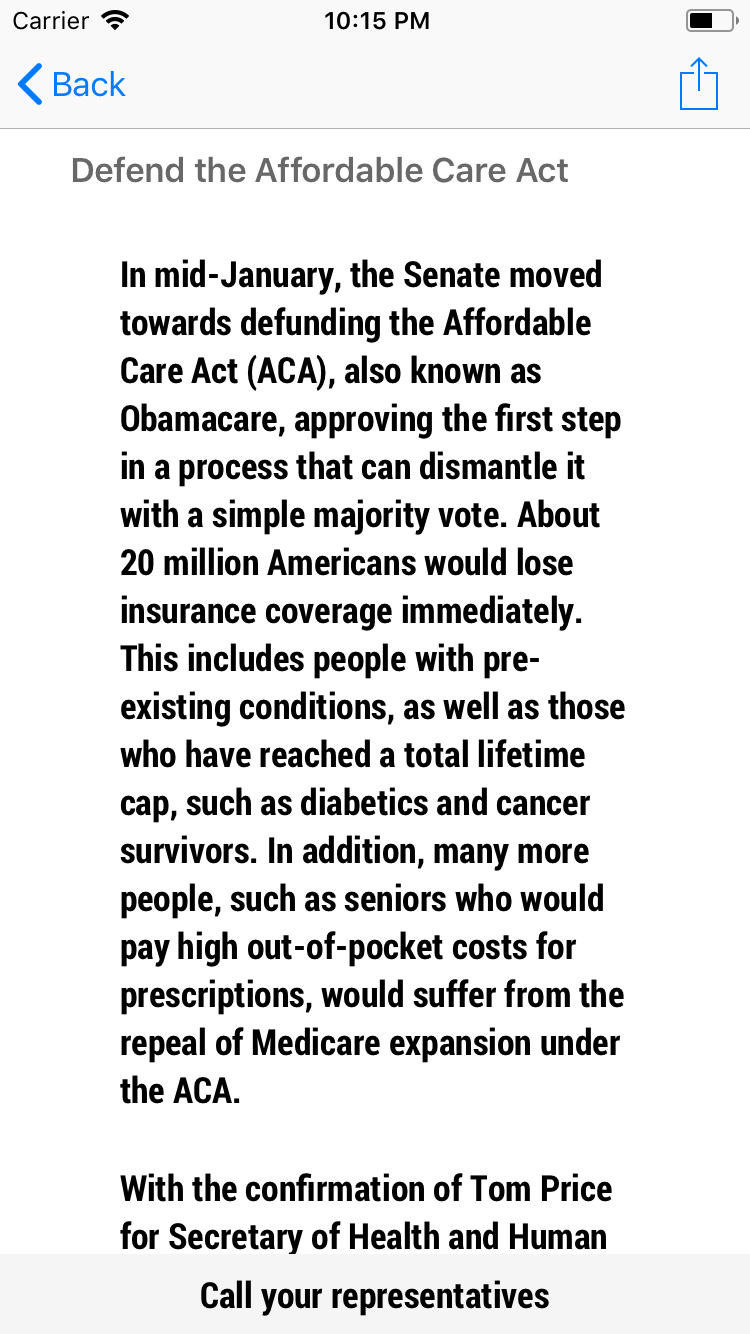 Carrier 10:15 PM
Back
Defend the Affordable Care Act
In mid-January, the Senate moved
towards defunding the Affordable
Care Act (ACA), also known as
Obamacare, approving the first step
in a process that can dismantle it
with a simple majority vote. About
20 million Americans would lose
insurance coverage immediately.
This includes people with pre-
existing conditions, as well as those
who have reached a total lifetime
cap, such as diabetics and cancer
survivors. In addition, many more
people, such as seniors who would
pay high out-of-pocket costs for
prescriptions, would suffer from the
repeal of Medicare expansion under
the ACA.
With the confirmation of Tom Price
for Secretary of Health and Human
Call your representatives